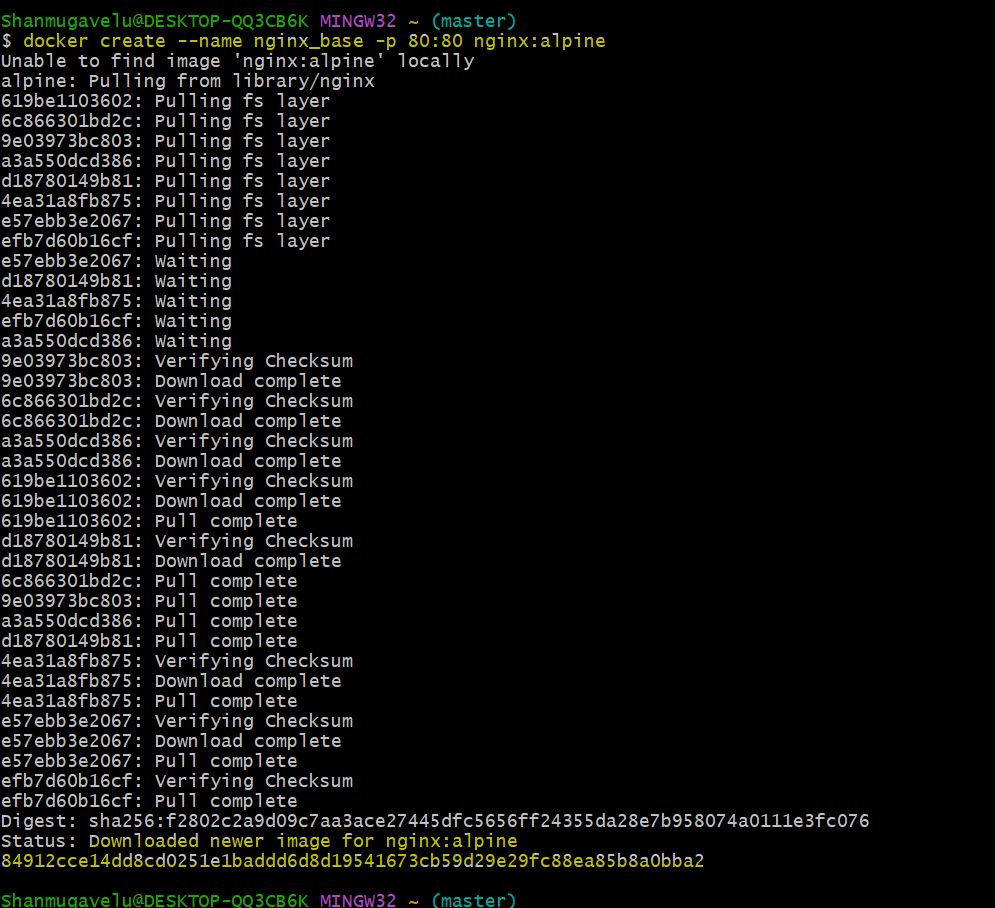 Shanmugavelu@DESKTOP-QQ3CB6K MINGW32 ~ (master)
$ docker create --name nginx_base -p 80:80 nginx:alpine
Unable to find image 'nginx:alpine' locally
alpine: Pulling from library/nginx
619be1103602: Pulling fs layer
6c866301bd2c: Pulling fs layer
9e03973bc803: Pulling fs layer
a3a550dcd386: Pulling fs layer
d18780149b81: Pulling fs layer
4ea31a8fb875: Pulling fs layer
e57ebb3e2067: Pulling fs layer
efb7d60b16cf: Pulling fs layer
e57ebb3e2067: Waiting
d18780149b81: Waiting
4ea31a8fb875: Waiting
efb7d60b16cf: Waiting
a3a550dcd386: Waiting
9e03973bc803: Verifying Checksum
9e03973bc803: Download complete
6c866301bd2c: Verifying Checksum
6c866301bd2c: Download complete
a3a550dcd386: Verifying Checksum
a3a550dcd386: Download complete
619be1103602: Verifying Checksum
619be1103602: Download complete
619be1103602: Pull complete
d18780149b81: Verifying Checksum
d18780149b81: Download complete
6c866301bd2c: Pull complete
9e03973bc803: Pull complete
a3a550dcd386: Pull complete
d18780149b81: Pull complete
4ea31a8fb875: Verifying Checksum
4ea31a8fb875: Download complete
4ea31a8fb875: Pull complete
e57ebb3e2067: Verifying Checksum
e57ebb3e2067: Download complete
e57ebb3e2067: Pull complete
efb7d60b16cf: Verifying Checksum
efb7d60b16cf: Pull complete
Digest: sha256:f2802c2a9d09c7aa3ace27445dfc5656ff24355da28e7b958074a0111e3fc076
Status: Downloaded newer image for nginx:alpine
84912cce14dd8cd0251e1baddd6d8d19541673cb59d29e29fc88ea85b8a0bba2
Shanmugavelu@DESKTOP-QQ3CB6K MINGW32 ~ (master)